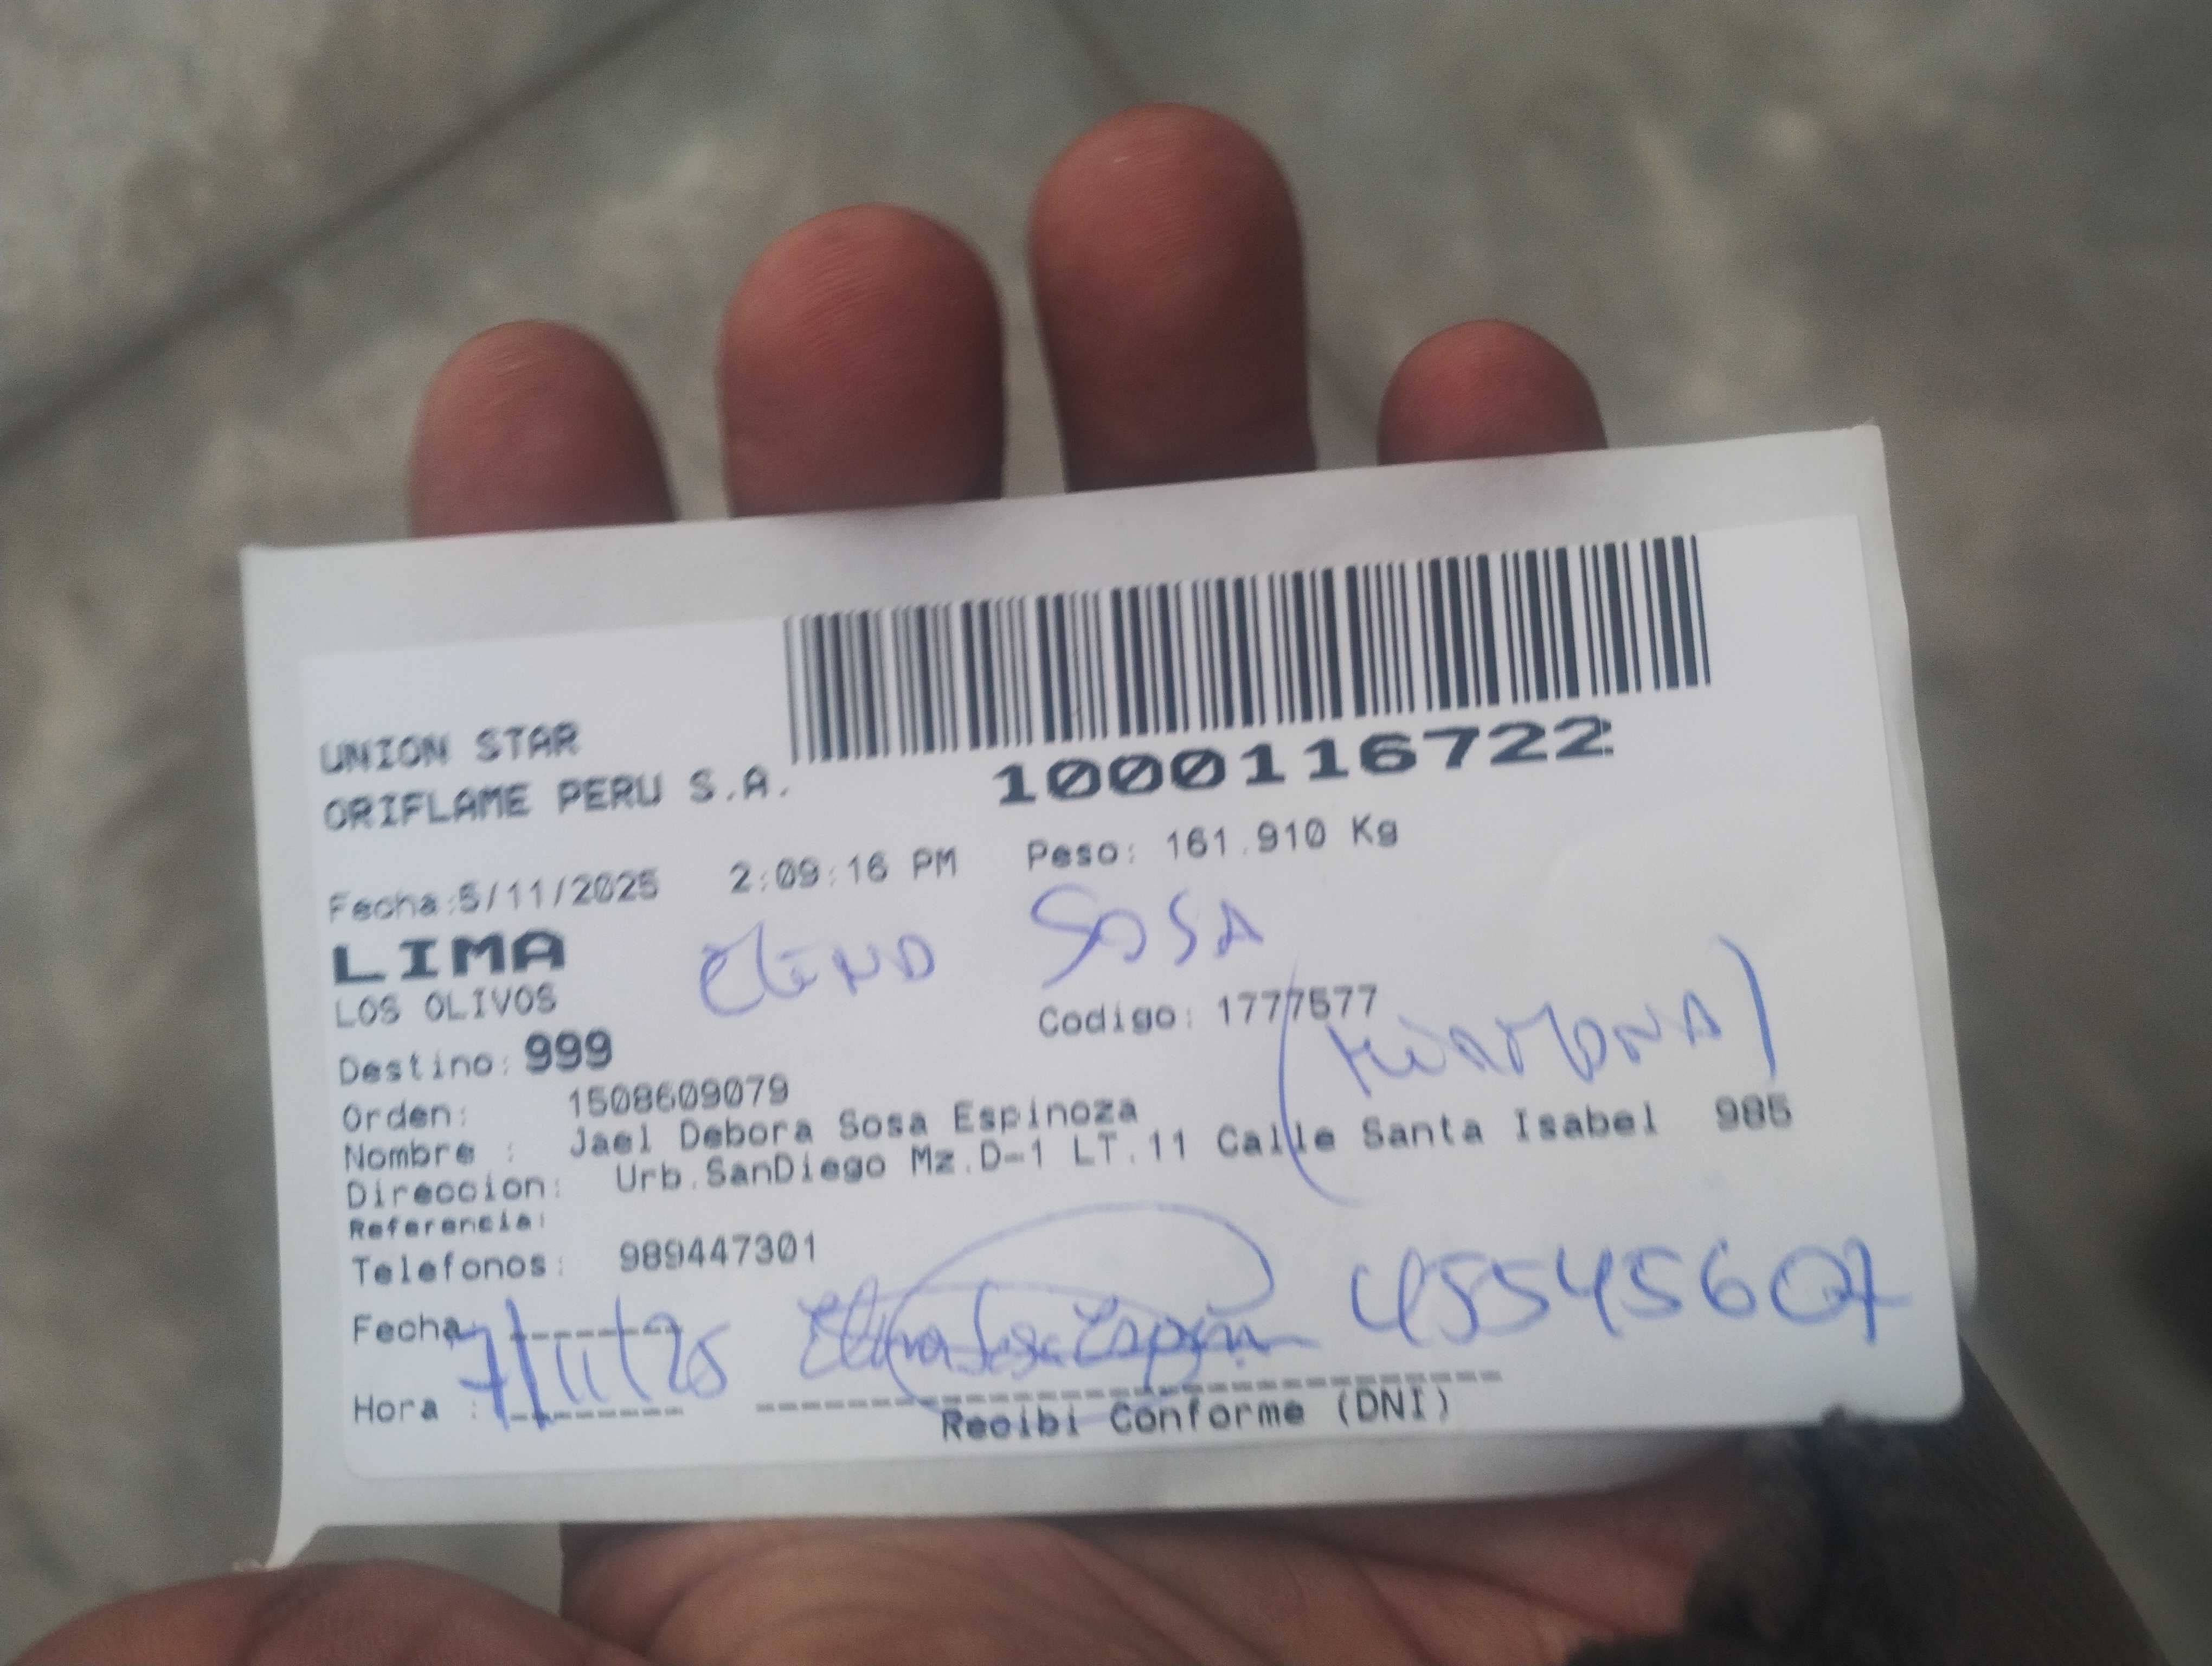 UNION STAR
ORIFLAME PERU S.A.
1000116722
Fecha:5/11/2025 2:09:16 PM Peso: 161.910 Kg
LIMA
SOSA
LOS OLIVOS
Codigo: 1777577
(HERMANA)
Destino: 999
Orden: 1508609079
Nombre : Jael Debora Sosa Espinoza
Direccion: Urb.SanDiego Mz.D-1 LT.11 Calle Santa Isabel 985
Referencia:
Telefonos: 989447301
Fecha: 7/11/25
Sosa 45545607
Hora :
Recibi Conforme (DNI)